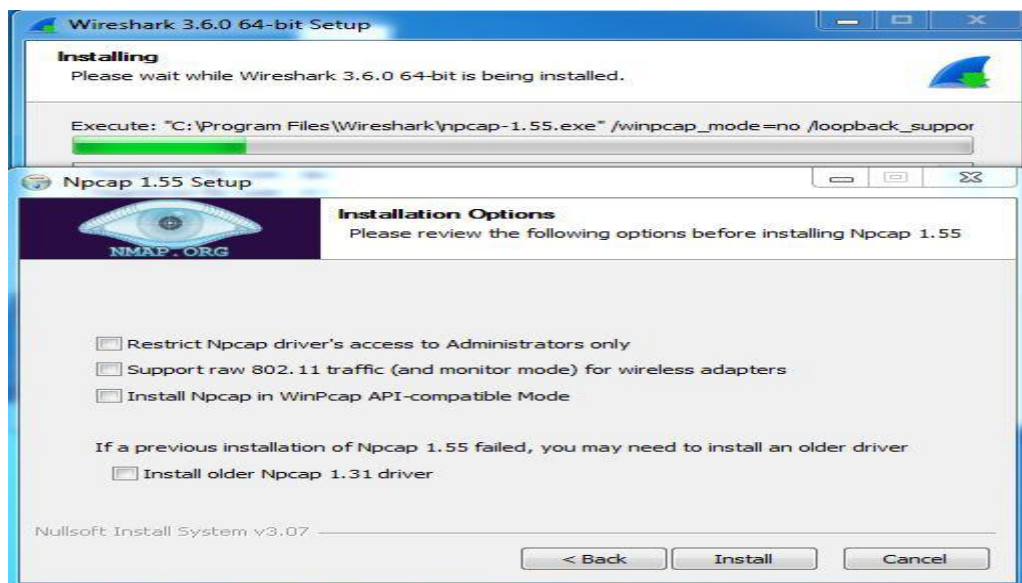 Wireshark 3.6.0 64-bit Setup
Installing
Please wait while Wireshark 3.6.0 64-bit is being installed.
Execute: "C:\Program Files\Wireshark\npcap-1.55.exe" /winpcap_mode=no /loopback_suppor
Npcap 1.55 Setup
NMAP.ORG
Installation Options
Please review the following options before installing Npcap 1.55
Restrict Npcap driver's access to Administrators only
Support raw 802.11 traffic (and monitor mode) for wireless adapters
Install Npcap in WinPcap API-compatible Mode
If a previous installation of Npcap 1.55 failed, you may need to install an older driver
Install older Npcap 1.31 driver
Nullsoft Install System v3.07
< Back Install Cancel